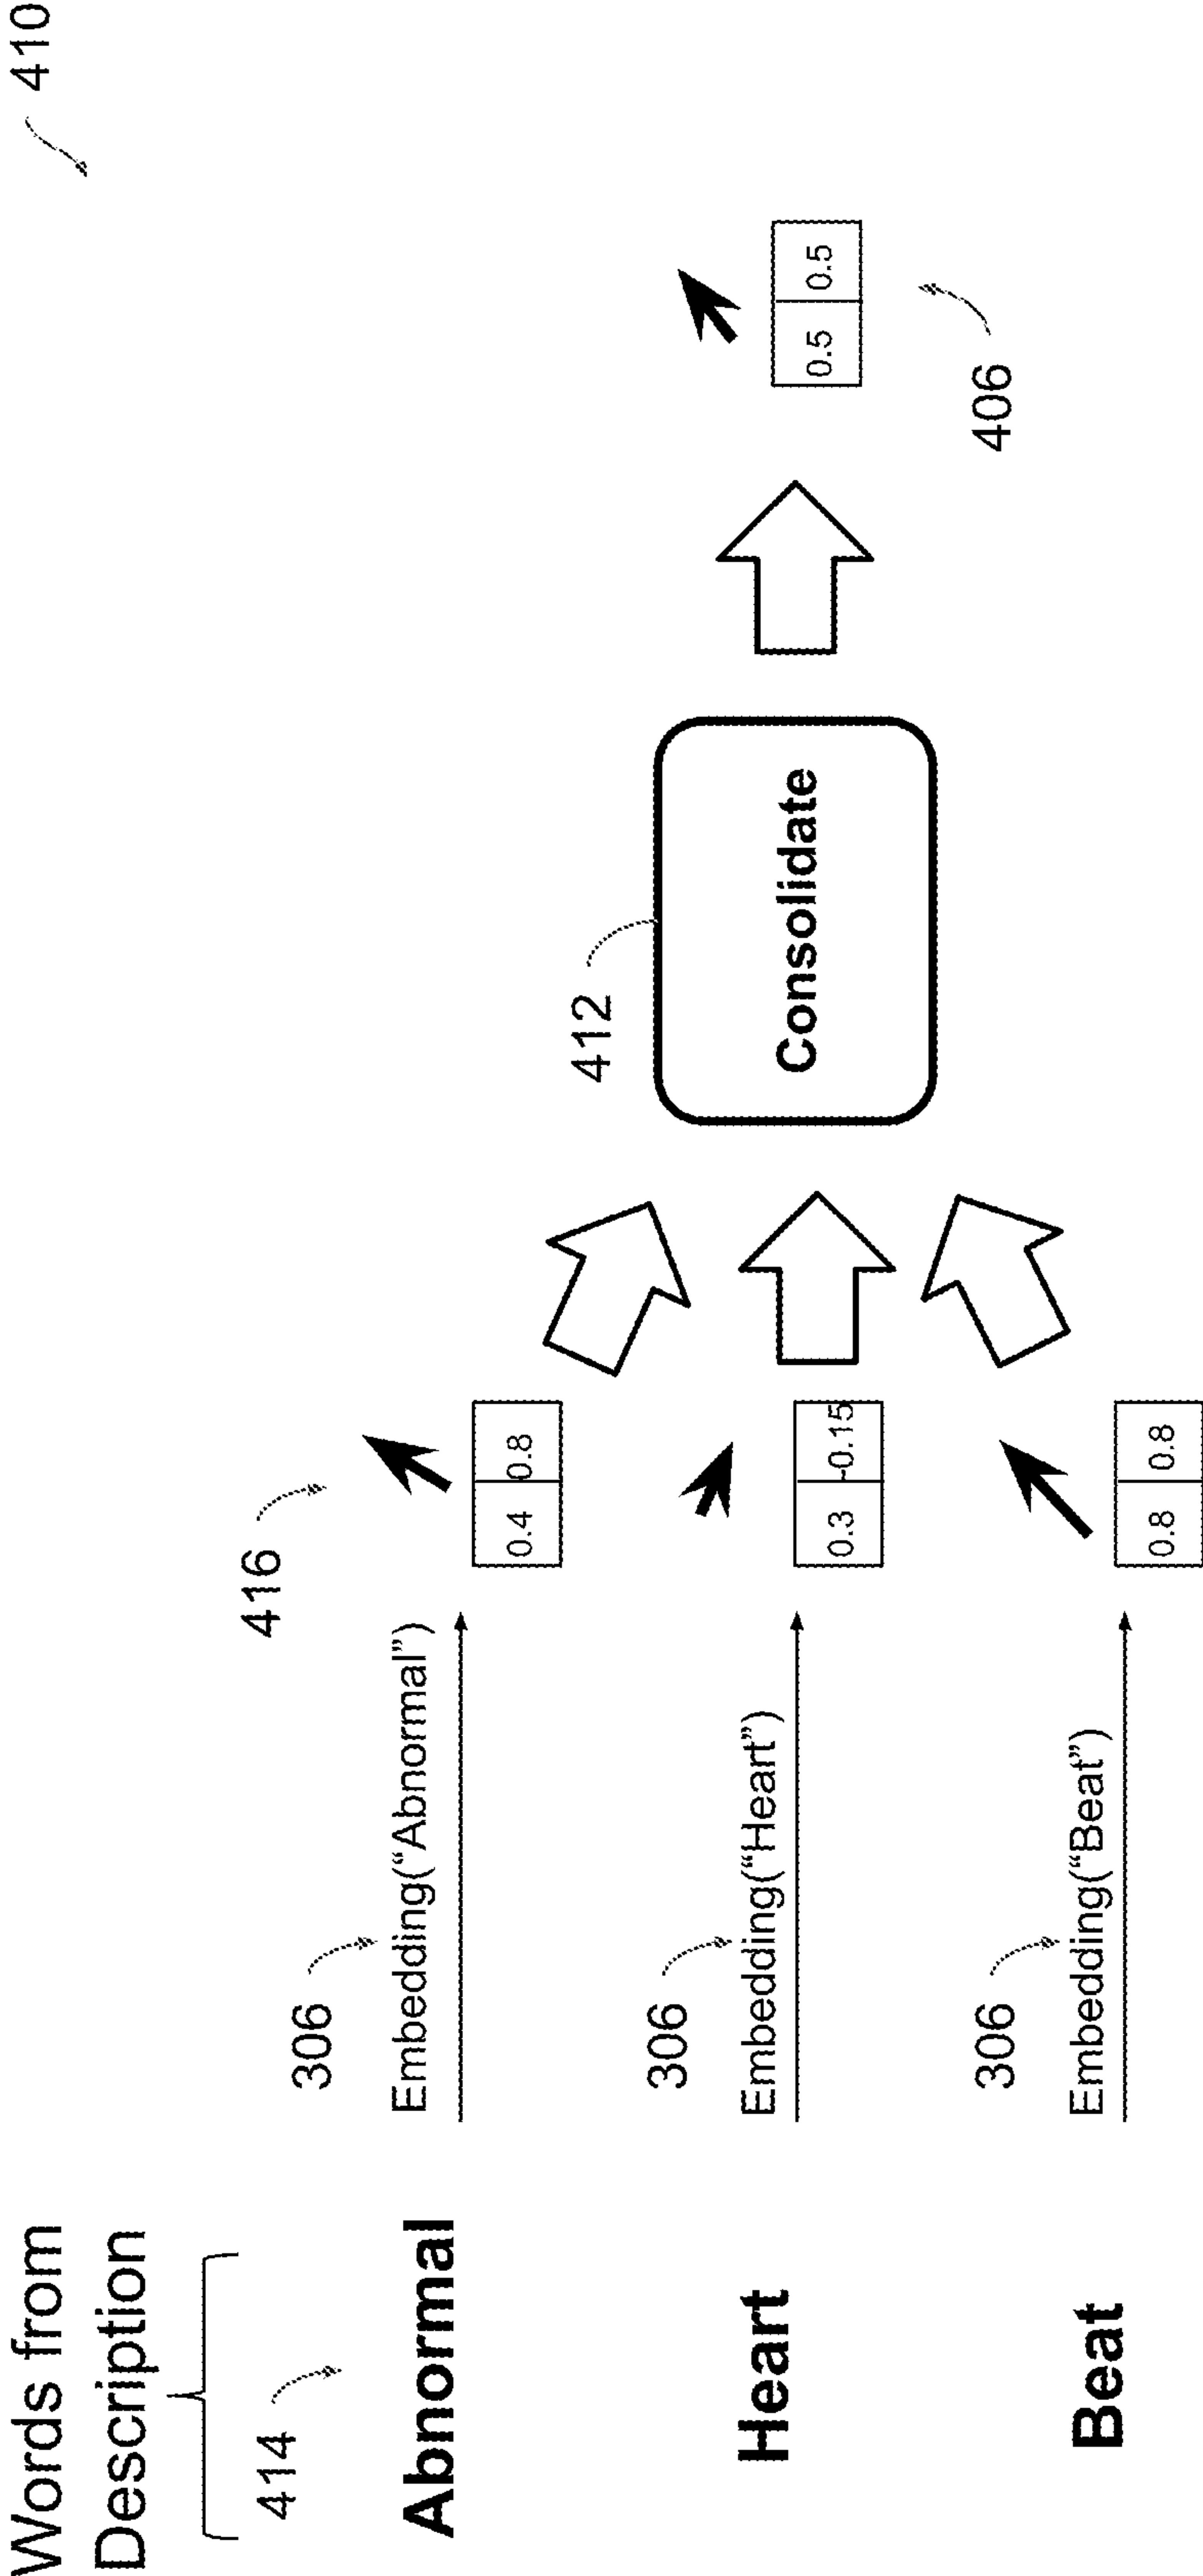 410
Words from
Description
414
Abnormal
306
Embedding(“Abnormal”)
416
0.4 0.8
Heart
306
Embedding(“Heart”)
0.3 -0.15
Beat
306
Embedding(“Beat”)
0.8 0.8
412
Consolidate
0.5 0.5
406